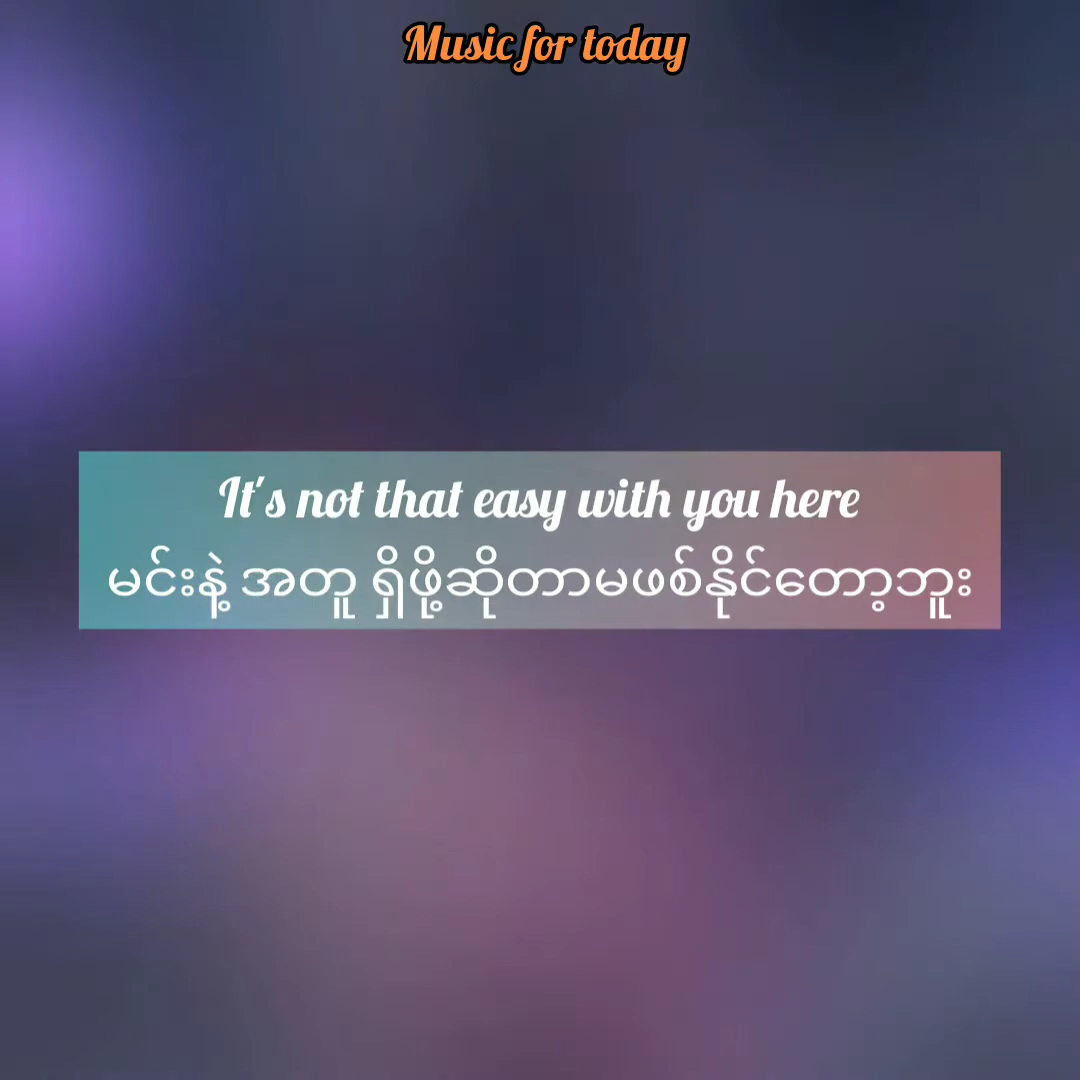 Music for today
It's not that easy with you here
မင်းနဲ့ အတူ ရှိဖို့ဆိုတာမဖြစ်နိုင်တော့ဘူး